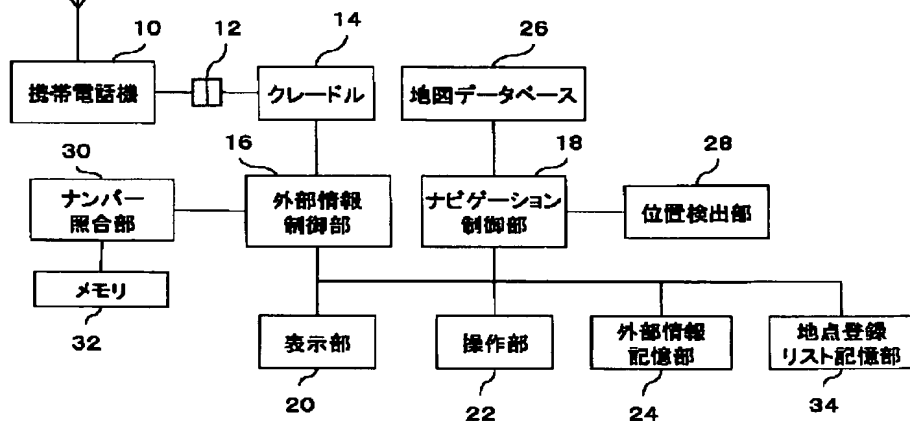 10
12
14
26
携帯電話機
クレードル
地図データベース
30
16
18
28
ナンバー
照合部
外部情報
制御部
ナビゲーション
制御部
位置検出部
メモリ
32
表示部
操作部
外部情報
記憶部
地点登録
リスト記憶部
20
22
24
34